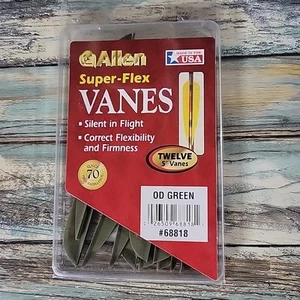 Allen
MADE IN THE
USA
Super-Flex
VANES
• Silent in Flight
• Correct Flexibility
and Firmness
70
TWELVE
5" Vanes
OD GREEN
#68818